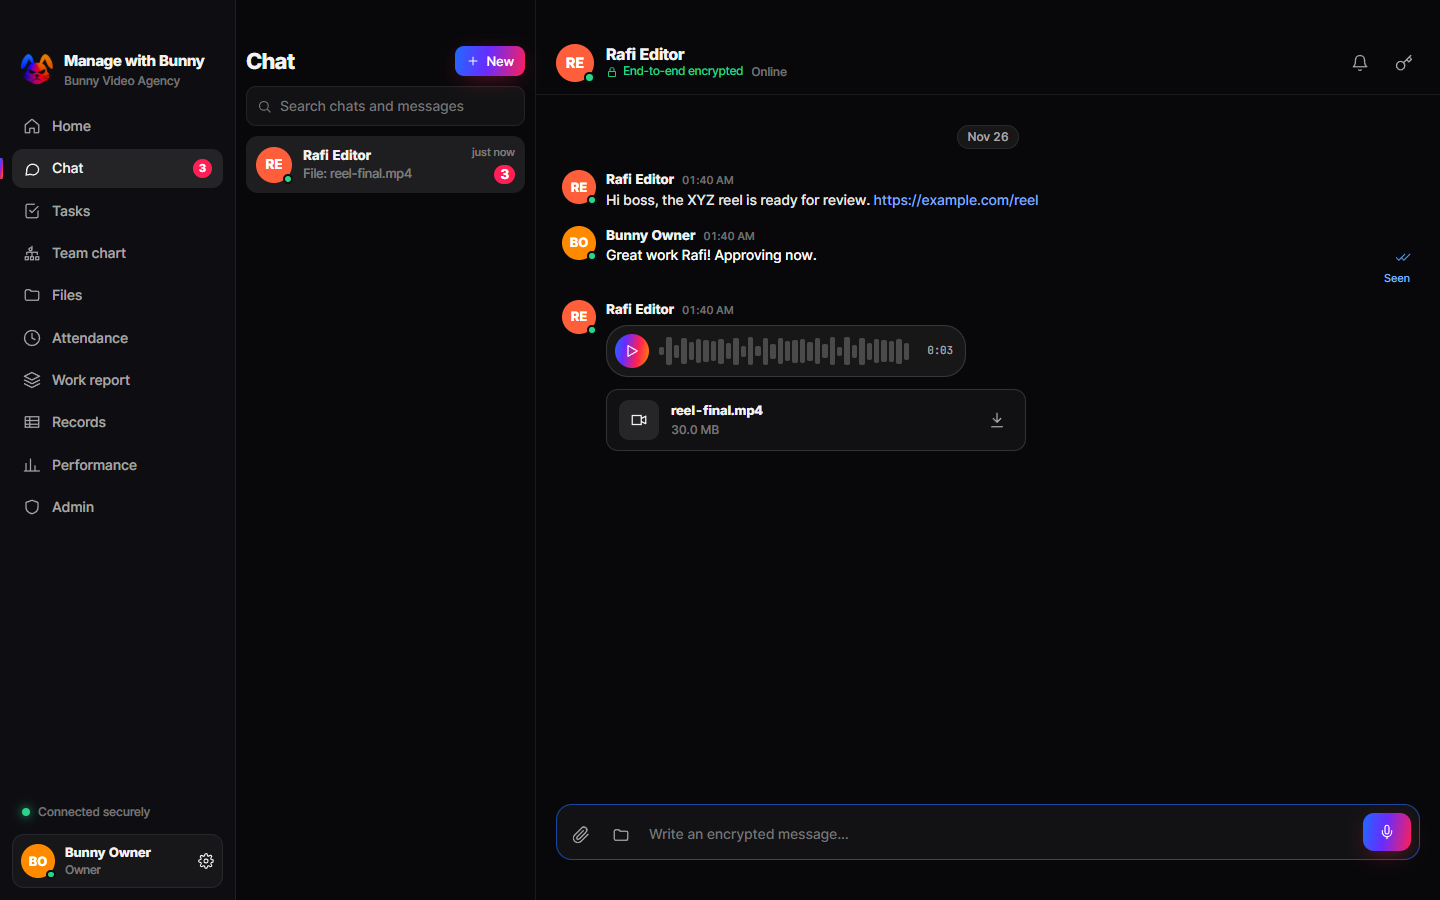 Manage with Bunny
Bunny Video Agency
Home
Chat
3
Tasks
Team chart
Files
Attendance
Work report
Records
Performance
Admin
Connected securely
BO
Bunny Owner
Owner
Chat
+ New
Search chats and messages
RE
Rafi Editor
just now
File: reel-final.mp4
3
RE
Rafi Editor
End-to-end encrypted Online
Nov 26
RE
Rafi Editor 01:40 AM
Hi boss, the XYZ reel is ready for review. https://example.com/reel
BO
Bunny Owner 01:40 AM
Great work Rafi! Approving now.
Seen
RE
Rafi Editor 01:40 AM
0:03
reel-final.mp4
30.0 MB
Write an encrypted message...